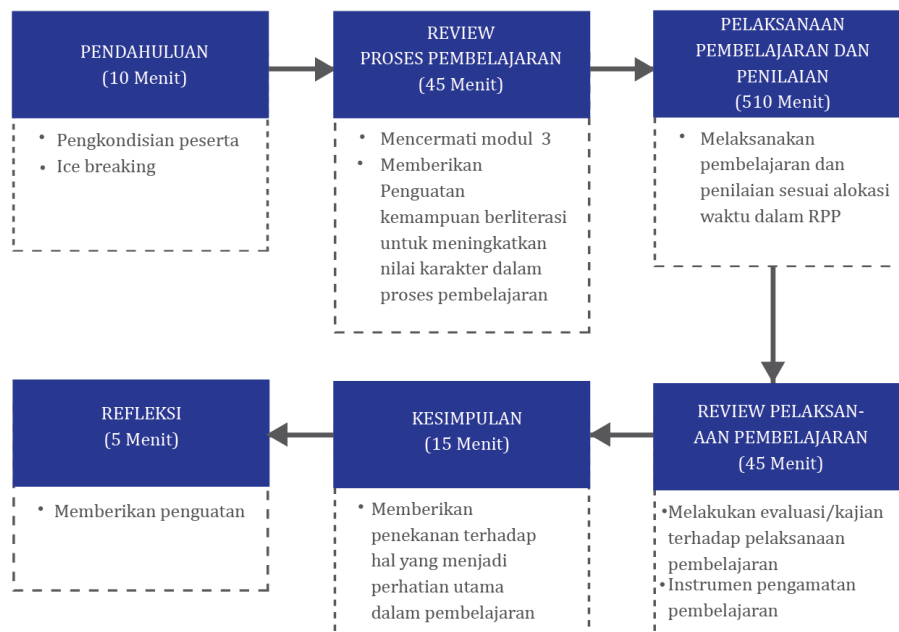 PENDAHULUAN
(10 Menit)
• Pengkondisian peserta
• Ice breaking
REVIEW
PROSES PEMBELAJARAN
(45 Menit)
• Mencermati modul 3
• Memberikan
Penguatan
kemampuan berliterasi
untuk meningkatkan
nilai karakter dalam
proses pembelajaran
PELAKSANAAN
PEMBELAJARAN DAN
PENILAIAN
(510 Menit)
• Melaksanakan
pembelajaran dan
penilaian sesuai alokasi
waktu dalam RPP
REVIEW PELAKSAN-
AAN PEMBELAJARAN
(45 Menit)
•Melakukan evaluasi/kajian
terhadap pelaksanaan
pembelajaran
•Instrumen pengamatan
pembelajaran
KESIMPULAN
(15 Menit)
• Memberikan
penekanan terhadap
hal yang menjadi
perhatian utama
dalam pembelajaran
REFLEKSI
(5 Menit)
• Memberikan penguatan